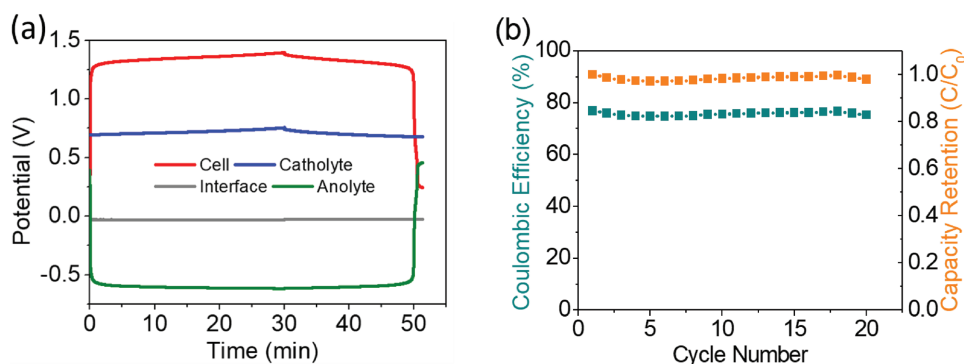 (a)
Potential (V)
1.5
1.0
0.5
0.0
-0.5
Cell
Catholyte
Interface
Anolyte
0 10 20 30 40 50
Time (min)
(b)
Coulombic Efficiency (%)
100
80
60
40
20
0
1.0
0.8
0.6
0.4
0.2
0.0
Capacity Retention (C/C₀)
0 5 10 15 20
Cycle Number